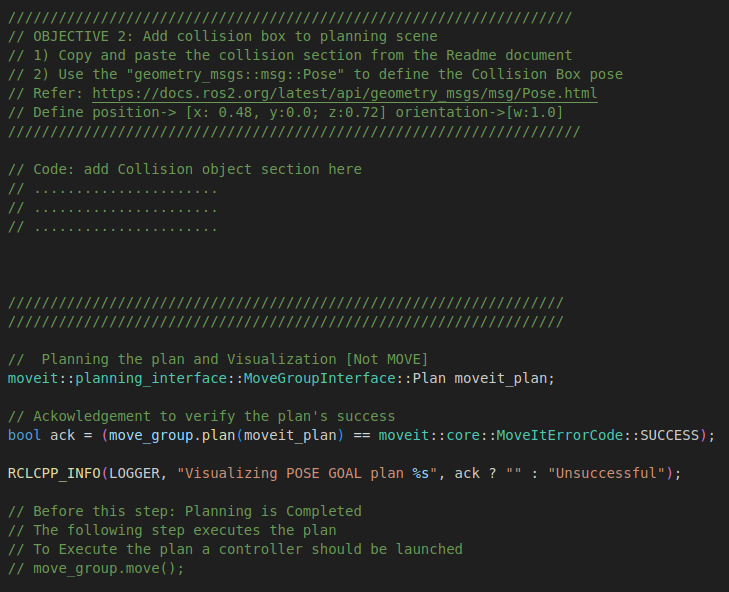 ///////////////////////////////////////////////////////////////////
// OBJECTIVE 2: Add collision box to planning scene
// 1) Copy and paste the collision section from the Readme document
// 2) Use the "geometry_msgs::msg::Pose" to define the Collision Box pose
// Refer: https://docs.ros2.org/latest/api/geometry_msgs/msg/Pose.html
// Define position-> [x: 0.48, y:0.0; z:0.72] orientation->[w:1.0]
////////////////////////////////////////////////////////////////////
// Code: add Collision object section here
// ......................
// ......................
// ......................
//////////////////////////////////////////////////////////////////
//////////////////////////////////////////////////////////////////
//  Planning the plan and Visualization [Not MOVE]
moveit::planning_interface::MoveGroupInterface::Plan moveit_plan;
// Ackowledgement to verify the plan's success
bool ack = (move_group.plan(moveit_plan) == moveit::core::MoveItErrorCode::SUCCESS);
RCLCPP_INFO(LOGGER, "Visualizing POSE GOAL plan %s", ack ? "" : "Unsuccessful");
// Before this step: Planning is Completed
// The following step executes the plan
// To Execute the plan a controller should be launched
// move_group.move();